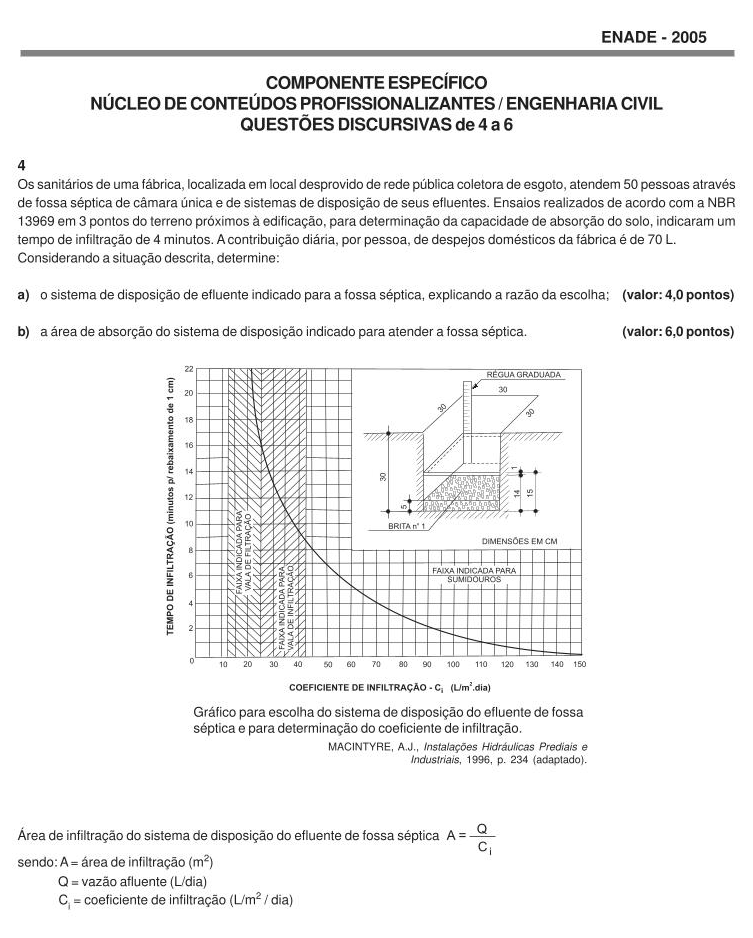 ENADE - 2005
COMPONENTE ESPECÍFICO
NÚCLEO DE CONTEÚDOS PROFISSIONALIZANTES / ENGENHARIA CIVIL
QUESTÕES DISCURSIVAS de 4 a 6
4
Os sanitários de uma fábrica, localizada em local desprovido de rede pública coletora de esgoto, atendem 50 pessoas através
de fossa séptica de câmara única e de sistemas de disposição de seus efluentes. Ensaios realizados de acordo com a NBR
13969 em 3 pontos do terreno próximos à edificação, para determinação da capacidade de absorção do solo, indicaram um
tempo de infiltração de 4 minutos. A contribuição diária, por pessoa, de despejos domésticos da fábrica é de 70 L.
Considerando a situação descrita, determine:
a) o sistema de disposição de efluente indicado para a fossa séptica, explicando a razão da escolha; (valor: 4,0 pontos)
b) a área de absorção do sistema de disposição indicado para atender a fossa séptica. (valor: 6,0 pontos)
TEMPO DE INFILTRAÇÃO (minutos p/ rebaixamento de 1 cm)
22
20
18
16
14
12
10
8
6
4
2
0
FAIXA INDICADA PARA
VALA DE FILTRAÇÃO
FAIXA INDICADA PARA
VALA DE INFILTRAÇÃO
RÉGUA GRADUADA
30
30
30
30
5
1
14
15
BRITA nº 1
DIMENSÕES EM CM
FAIXA INDICADA PARA
SUMIDOUROS
10 20 30 40 50 60 70 80 90 100 110 120 130 140 150
COEFICIENTE DE INFILTRAÇÃO - Ci (L/m².dia)
Gráfico para escolha do sistema de disposição do efluente de fossa
séptica e para determinação do coeficiente de infiltração.
MACINTYRE, A.J., Instalações Hidráulicas Prediais e
Industriais, 1996, p. 234 (adaptado).
Área de infiltração do sistema de disposição do efluente de fossa séptica A = Q / Ci
sendo: A = área de infiltração (m²)
Q = vazão afluente (L/dia)
Ci = coeficiente de infiltração (L/m² / dia)